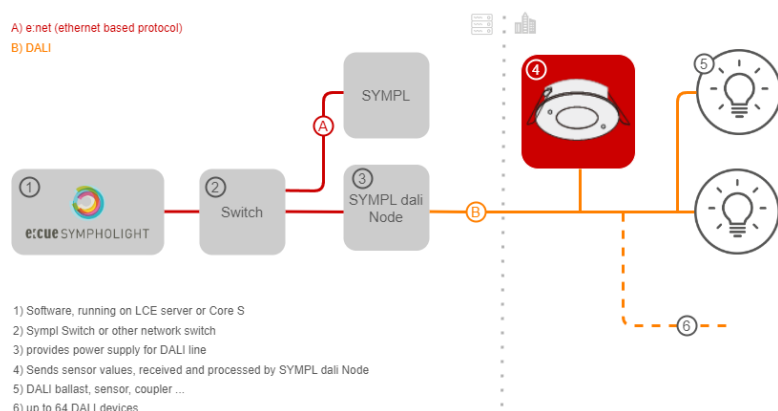 A) e:net (ethernet based protocol)
B) DALI
4
5
SYMPL
A
1
2
3
e:cue SYMPHOLIGHT
Switch
SYMPL dali
Node
B
6
1) Software, running on LCE server or Core S
2) Sympl Switch or other network switch
3) provides power supply for DALI line
4) Sends sensor values, received and processed by SYMPL dali Node
5) DALI ballast, sensor, coupler ...
6) up to 64 DALI devices